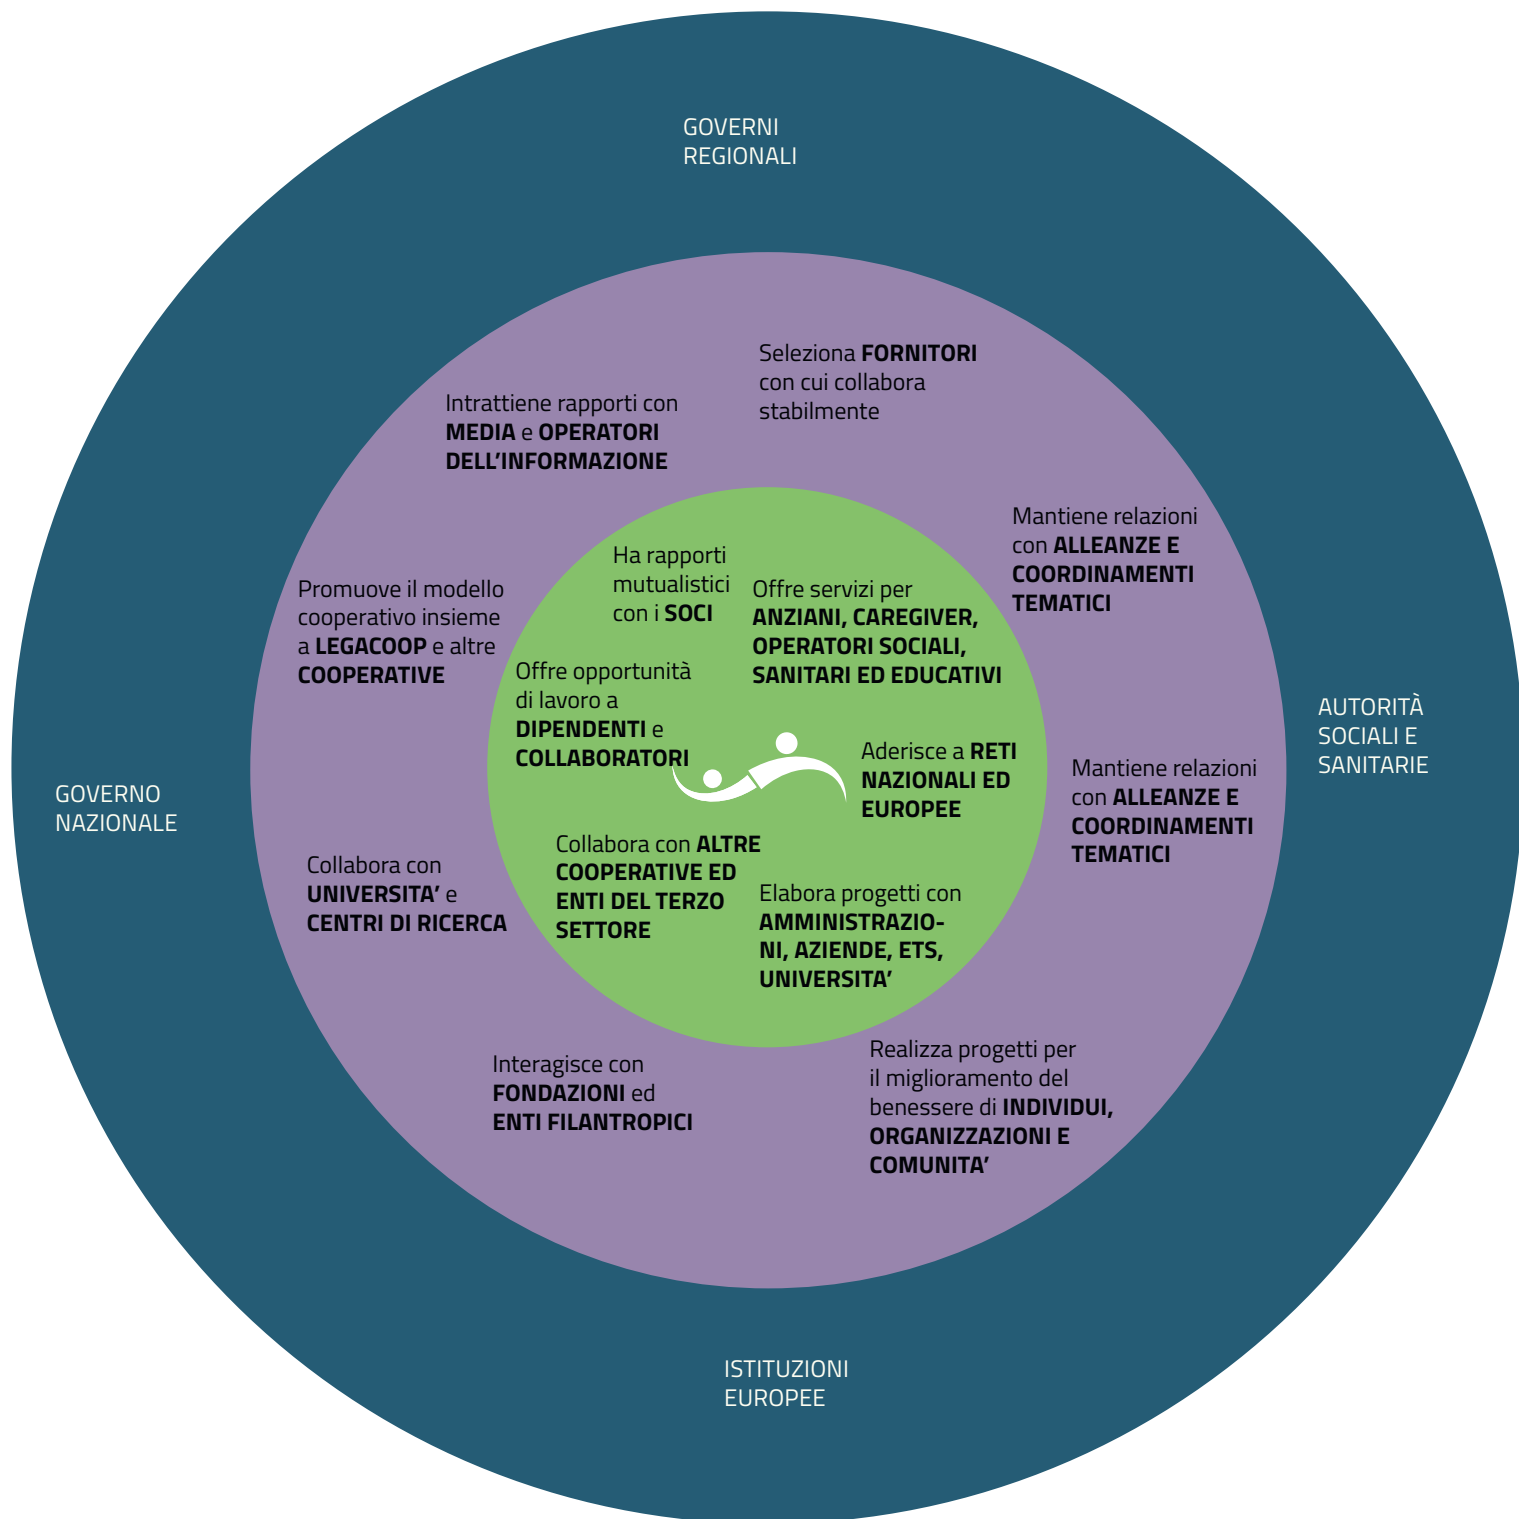 GOVERNI
REGIONALI
Seleziona FORNITORI
con cui collabora
stabilmente
Intrattiene rapporti con
MEDIA e OPERATORI
DELL’INFORMAZIONE
Mantiene relazioni
con ALLEANZE E
COORDINAMENTI
TEMATICI
Ha rapporti
mutualistici
con i SOCI
Offre servizi per
ANZIANI, CAREGIVER,
OPERATORI SOCIALI,
SANITARI ED EDUCATIVI
Promuove il modello
cooperativo insieme
a LEGACOOP e altre
COOPERATIVE
Offre opportunità
di lavoro a
DIPENDENTI e
COLLABORATORI
AUTORITÀ
SOCIALI E
SANITARIE
Aderisce a RETI
NAZIONALI ED
EUROPEE
Mantiene relazioni
con ALLEANZE E
COORDINAMENTI
TEMATICI
GOVERNO
NAZIONALE
Collabora con ALTRE
COOPERATIVE ED
ENTI DEL TERZO
SETTORE
Collabora con
UNIVERSITA’ e
CENTRI DI RICERCA
Elabora progetti con
AMMINISTRAZIO-
NI, AZIENDE, ETS,
UNIVERSITA’
Realizza progetti per
il miglioramento del
benessere di INDIVIDUI,
ORGANIZZAZIONI E
COMUNITA’
Interagisce con
FONDAZIONI ed
ENTI FILANTROPICI
ISTITUZIONI
EUROPEE